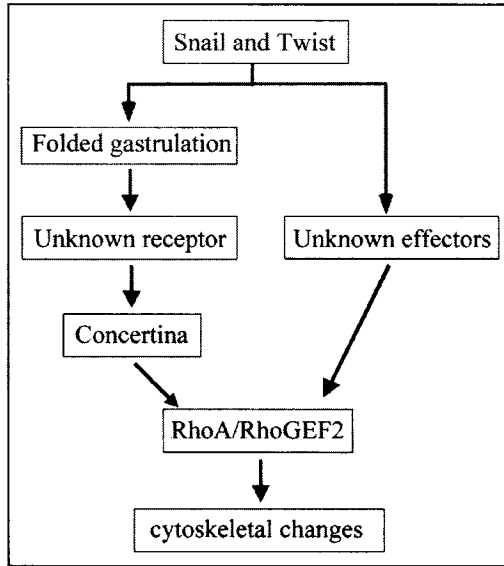 Snail and Twist
Folded gastrulation
Unknown receptor
Unknown effectors
Concertina
RhoA/RhoGEF2
cytoskeletal changes